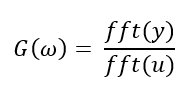 G(ω) = fft(y) / fft(u)